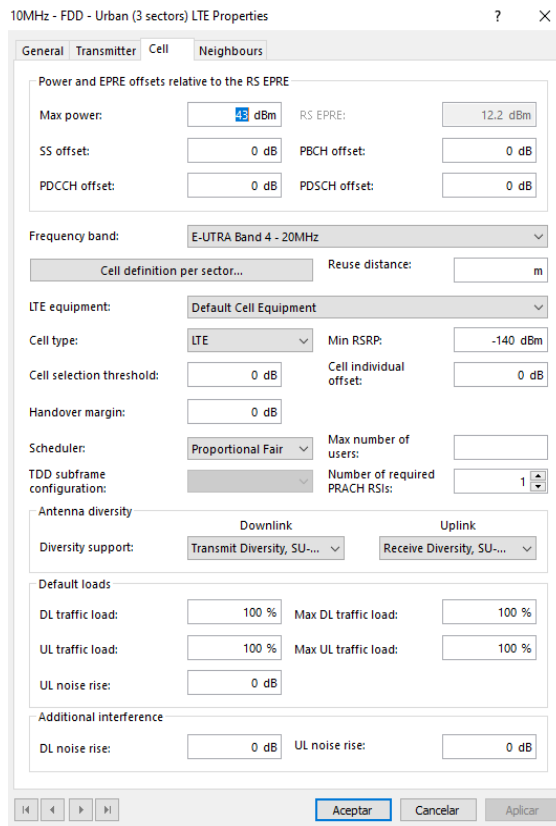 10MHz - FDD - Urban (3 sectors) LTE Properties ? ×
General Transmitter Cell Neighbours
Power and EPRE offsets relative to the RS EPRE
Max power: 43 dBm RS EPRE: 12.2 dBm
SS offset: 0 dB PBCH offset: 0 dB
PDCCH offset: 0 dB PDSCH offset: 0 dB
Frequency band: E-UTRA Band 4 - 20MHz
Cell definition per sector... Reuse distance: m
LTE equipment: Default Cell Equipment
Cell type: LTE Min RSRP: -140 dBm
Cell selection threshold: 0 dB Cell individual offset: 0 dB
Handover margin: 0 dB
Scheduler: Proportional Fair Max number of users:
TDD subframe configuration: Number of required PRACH RSIs: 1
Antenna diversity
Downlink Uplink
Diversity support: Transmit Diversity, SU-... Receive Diversity, SU-...
Default loads
DL traffic load: 100 % Max DL traffic load: 100 %
UL traffic load: 100 % Max UL traffic load: 100 %
UL noise rise: 0 dB
Additional interference
DL noise rise: 0 dB UL noise rise: 0 dB
Aceptar Cancelar Aplicar